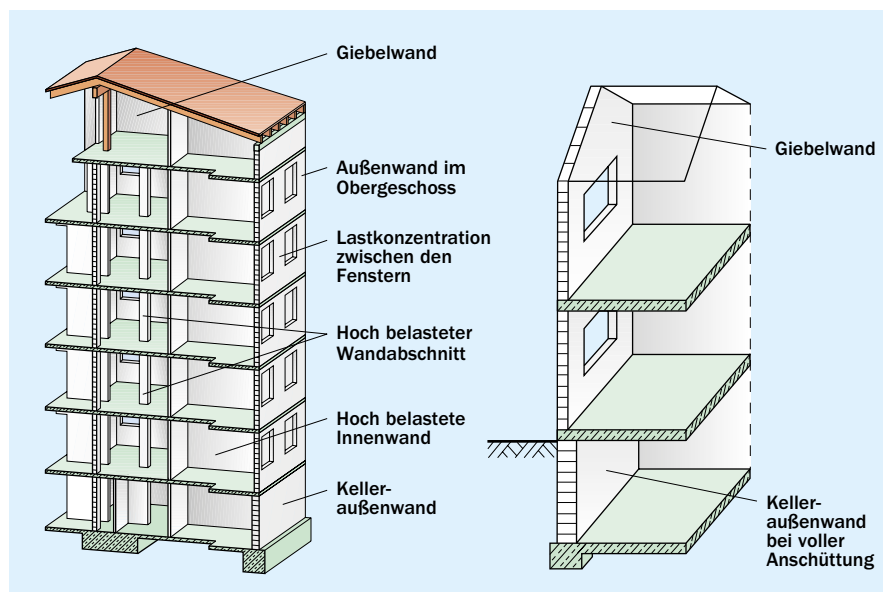 Giebelwand
Außenwand im
Obergeschoss
Lastkonzentration
zwischen den
Fenstern
Hoch belasteter
Wandabschnitt
Hoch belastete
Innenwand
Keller-
außenwand
Giebelwand
Keller-
außenwand
bei voller
Anschüttung